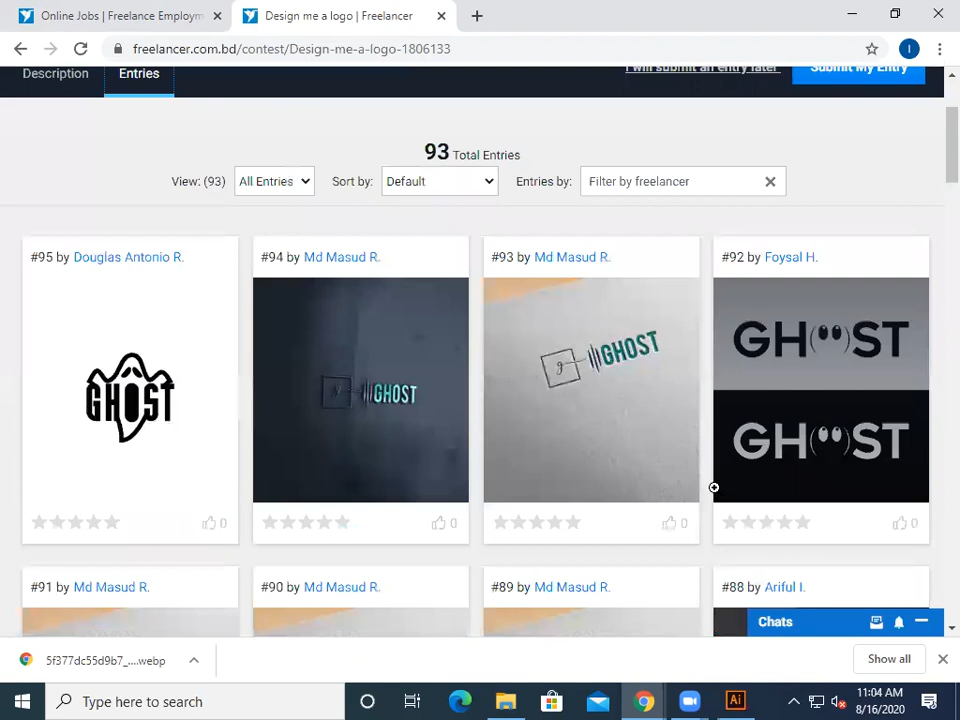 Online Jobs | Freelance Employm
Design me a logo | Freelancer
freelancer.com.bd/contest/Design-me-a-logo-1806133
I
Description
Entries
I will submit an entry later
Submit My Entry
93 Total Entries
View: (93) All Entries Sort by: Default Entries by: Filter by freelancer
#95 by Douglas Antonio R.
#94 by Md Masud R.
#93 by Md Masud R.
#92 by Foysal H.
GHOST
GHOST
g GHOST
GHOST
GHOST
0
0
0
0
#91 by Md Masud R.
#90 by Md Masud R.
#89 by Md Masud R.
#88 by Ariful I.
Chats
5f377dc55d9b7_....webp
Show all
Type here to search
Ai
11:04 AM
8/16/2020